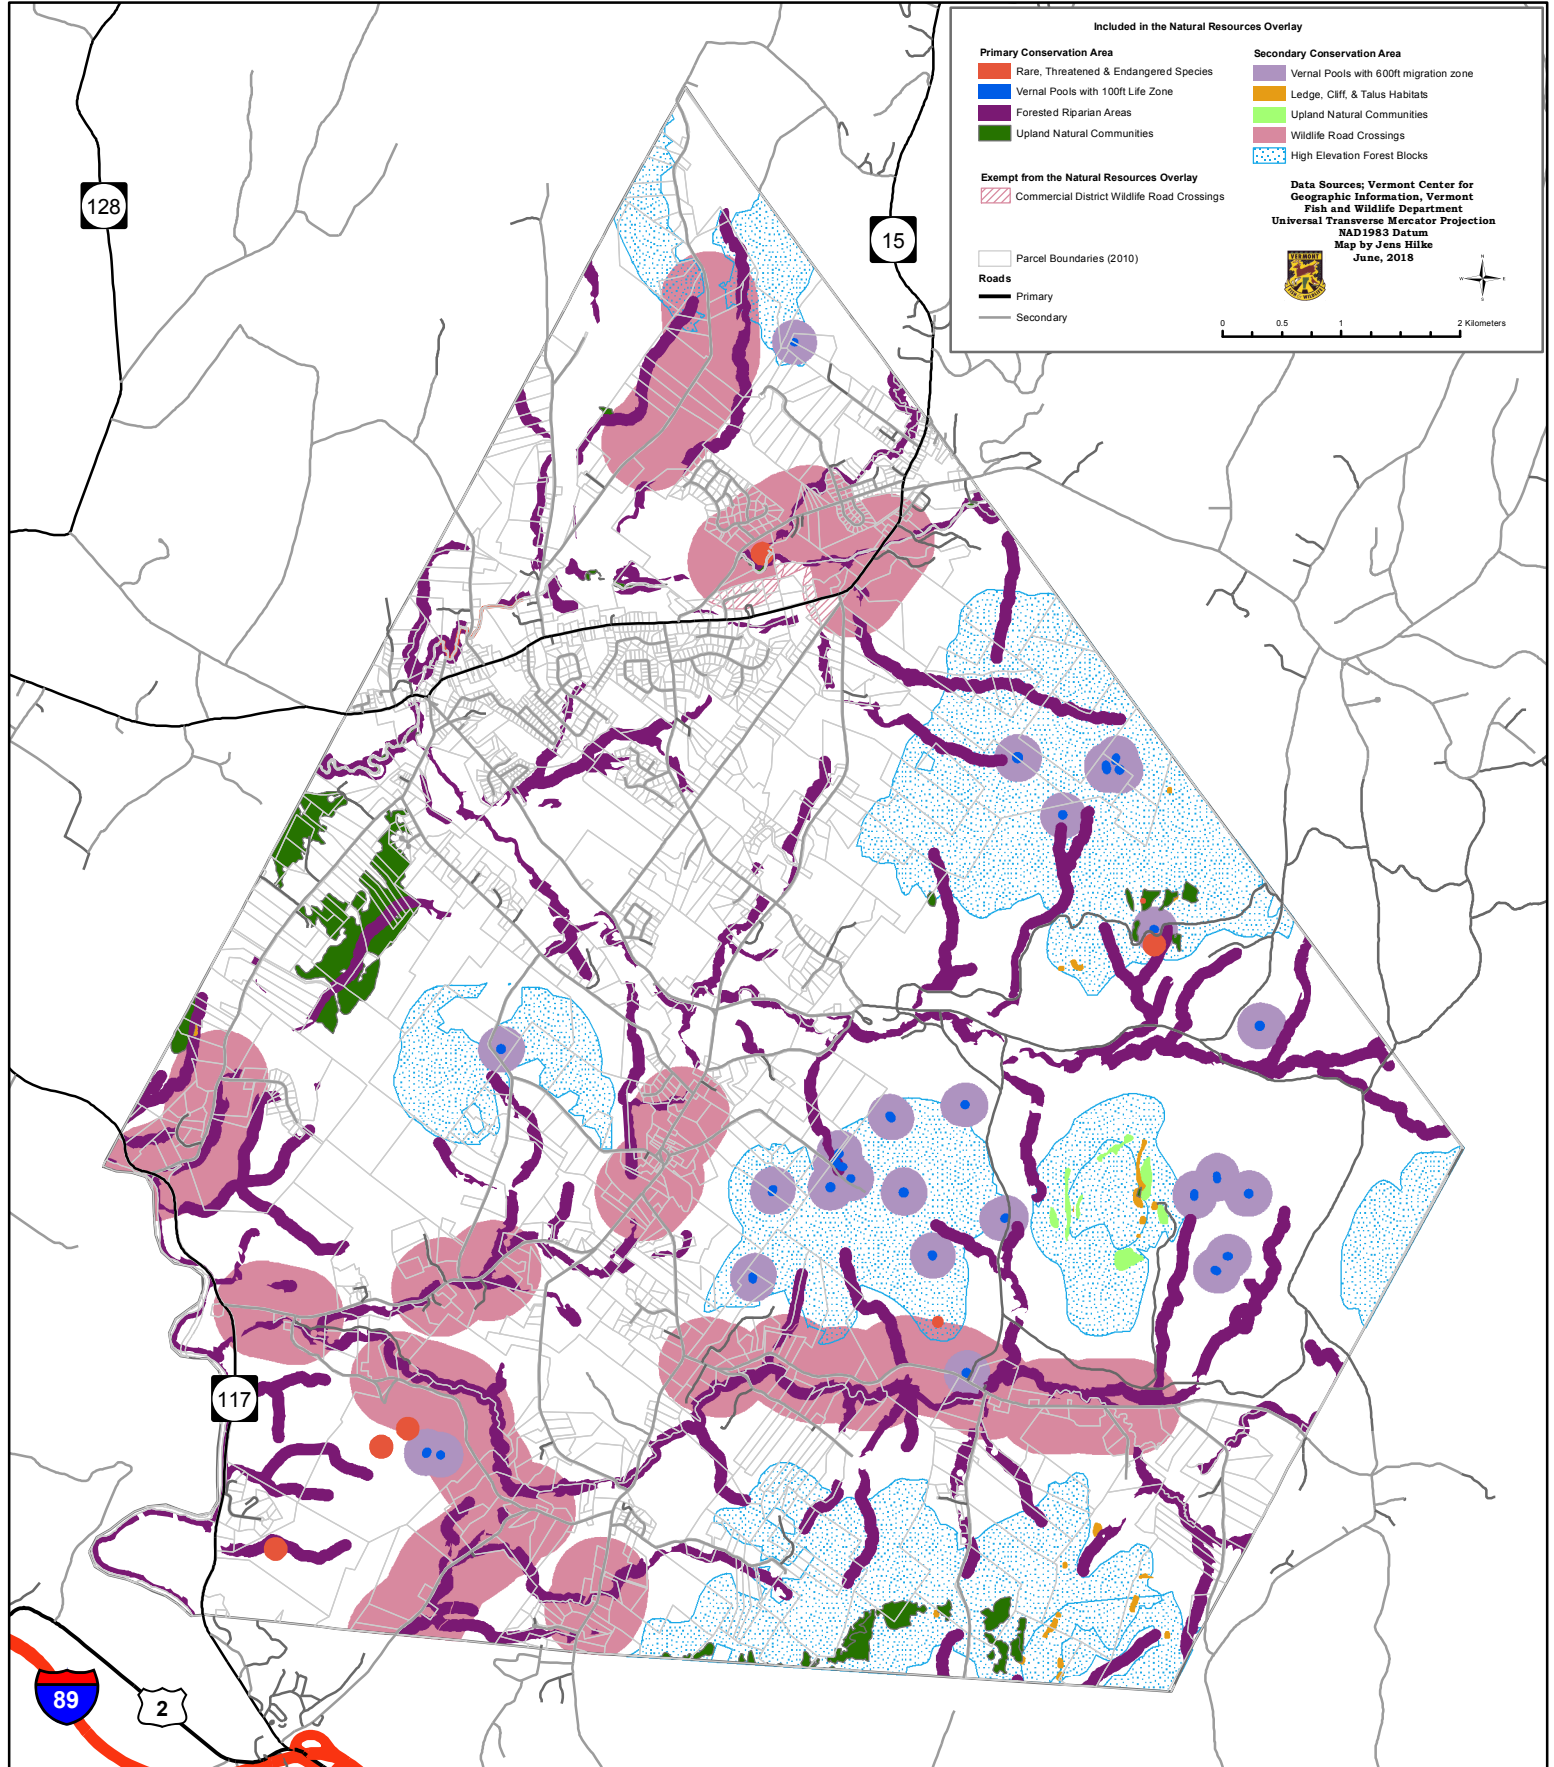 Included in the Natural Resources Overlay
Primary Conservation Area
Rare, Threatened & Endangered Species
Vernal Pools with 100ft Life Zone
Forested Riparian Areas
Upland Natural Communities
Exempt from the Natural Resources Overlay
Commercial District Wildlife Road Crossings
Parcel Boundaries (2010)
Roads
Primary
Secondary
Secondary Conservation Area
Vernal Pools with 600ft migration zone
Ledge, Cliff, & Talus Habitats
Upland Natural Communities
Wildlife Road Crossings
High Elevation Forest Blocks
Data Sources; Vermont Center for
Geographic Information, Vermont
Fish and Wildlife Department
Universal Transverse Mercator Projection
NAD1983 Datum
Map by Jens Hilke
June, 2018
VERMONT
FISH & WILDLIFE
N
W
E
S
0 0.5 1 2 Kilometers
128
15
117
89
2